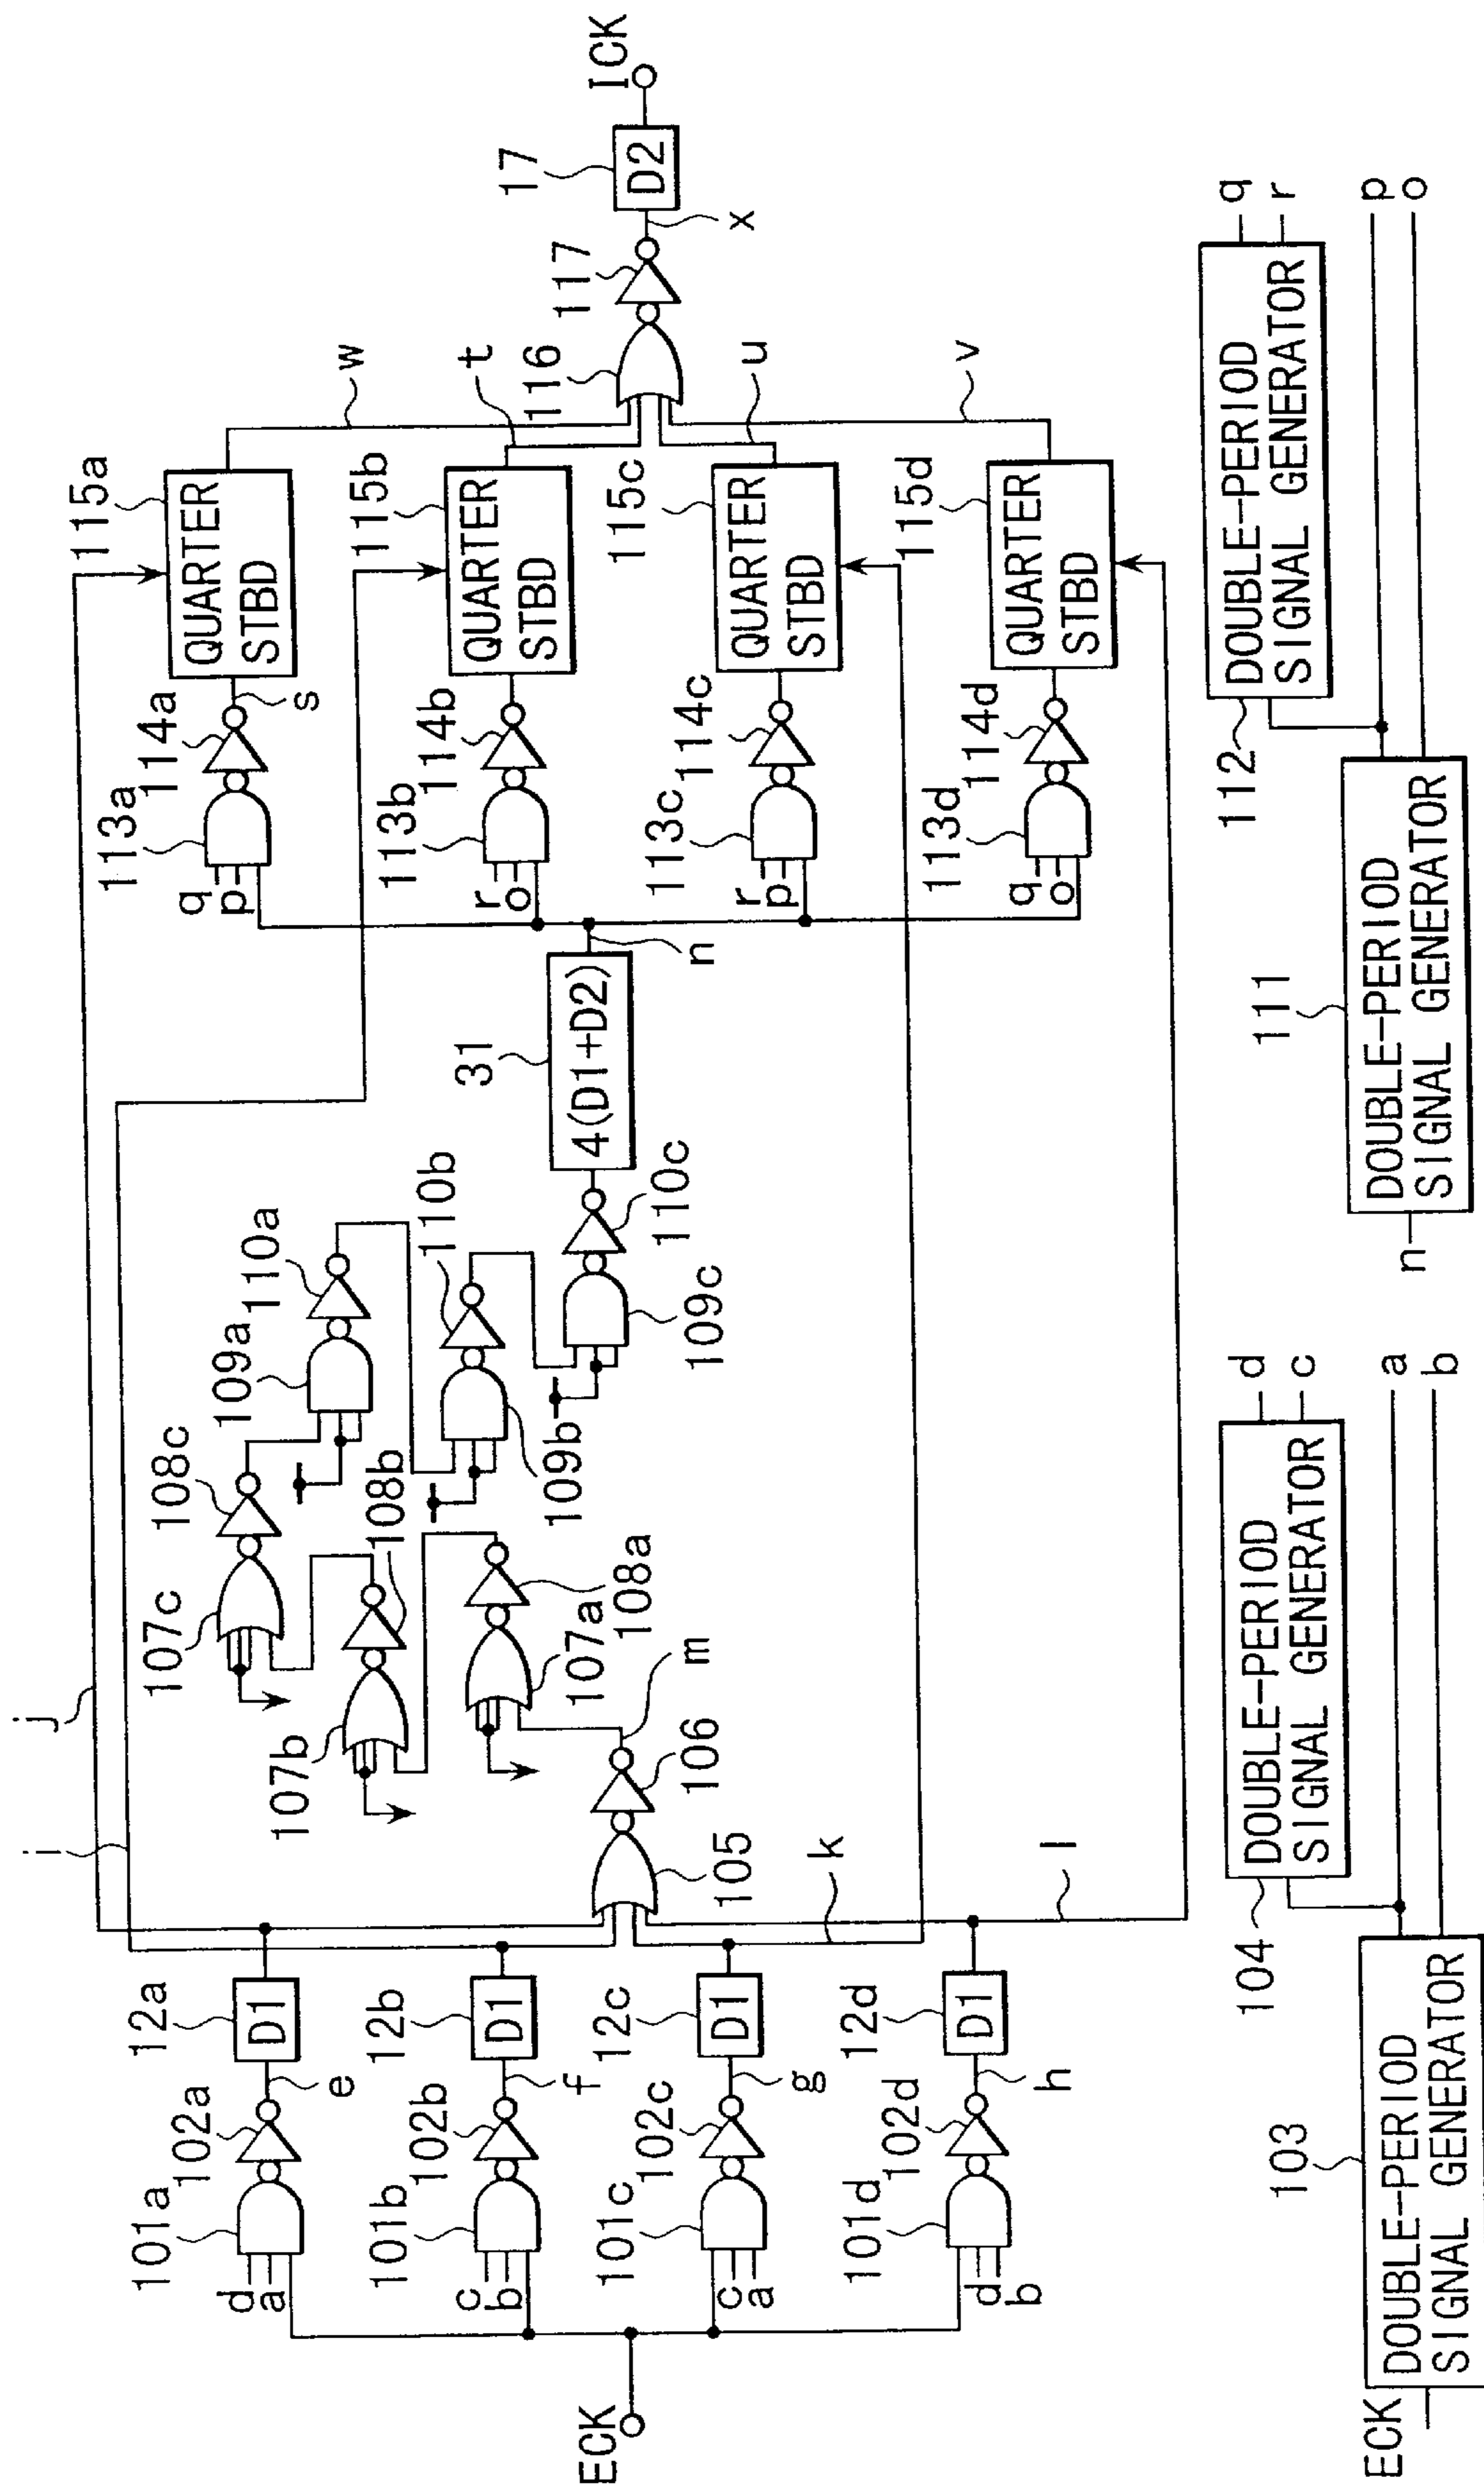 ECK
101a
d
a
102a
e
12a
D1
101b
c
b
102b
f
12b
D1
101c
c
a
102c
g
12c
D1
101d
d
b
102d
h
12d
D1
i
j
k
l
105
106
m
107a
108a
107b
108b
107c
108c
109a
110a
109b
110b
109c
110c
31
4(D1+D2)
n
113a
q
p
114a
s
115a
QUARTER
STBD
w
113b
r
o
114b
115b
QUARTER
STBD
t
113c
r
p
114c
115c
QUARTER
STBD
u
113d
q
o
114d
115d
QUARTER
STBD
v
116
117
x
17
D2
ICK
ECK
103
DOUBLE-PERIOD
SIGNAL GENERATOR
104
DOUBLE-PERIOD
SIGNAL GENERATOR
d
c
a
b
n
111
DOUBLE-PERIOD
SIGNAL GENERATOR
112
DOUBLE-PERIOD
SIGNAL GENERATOR
q
r
p
o